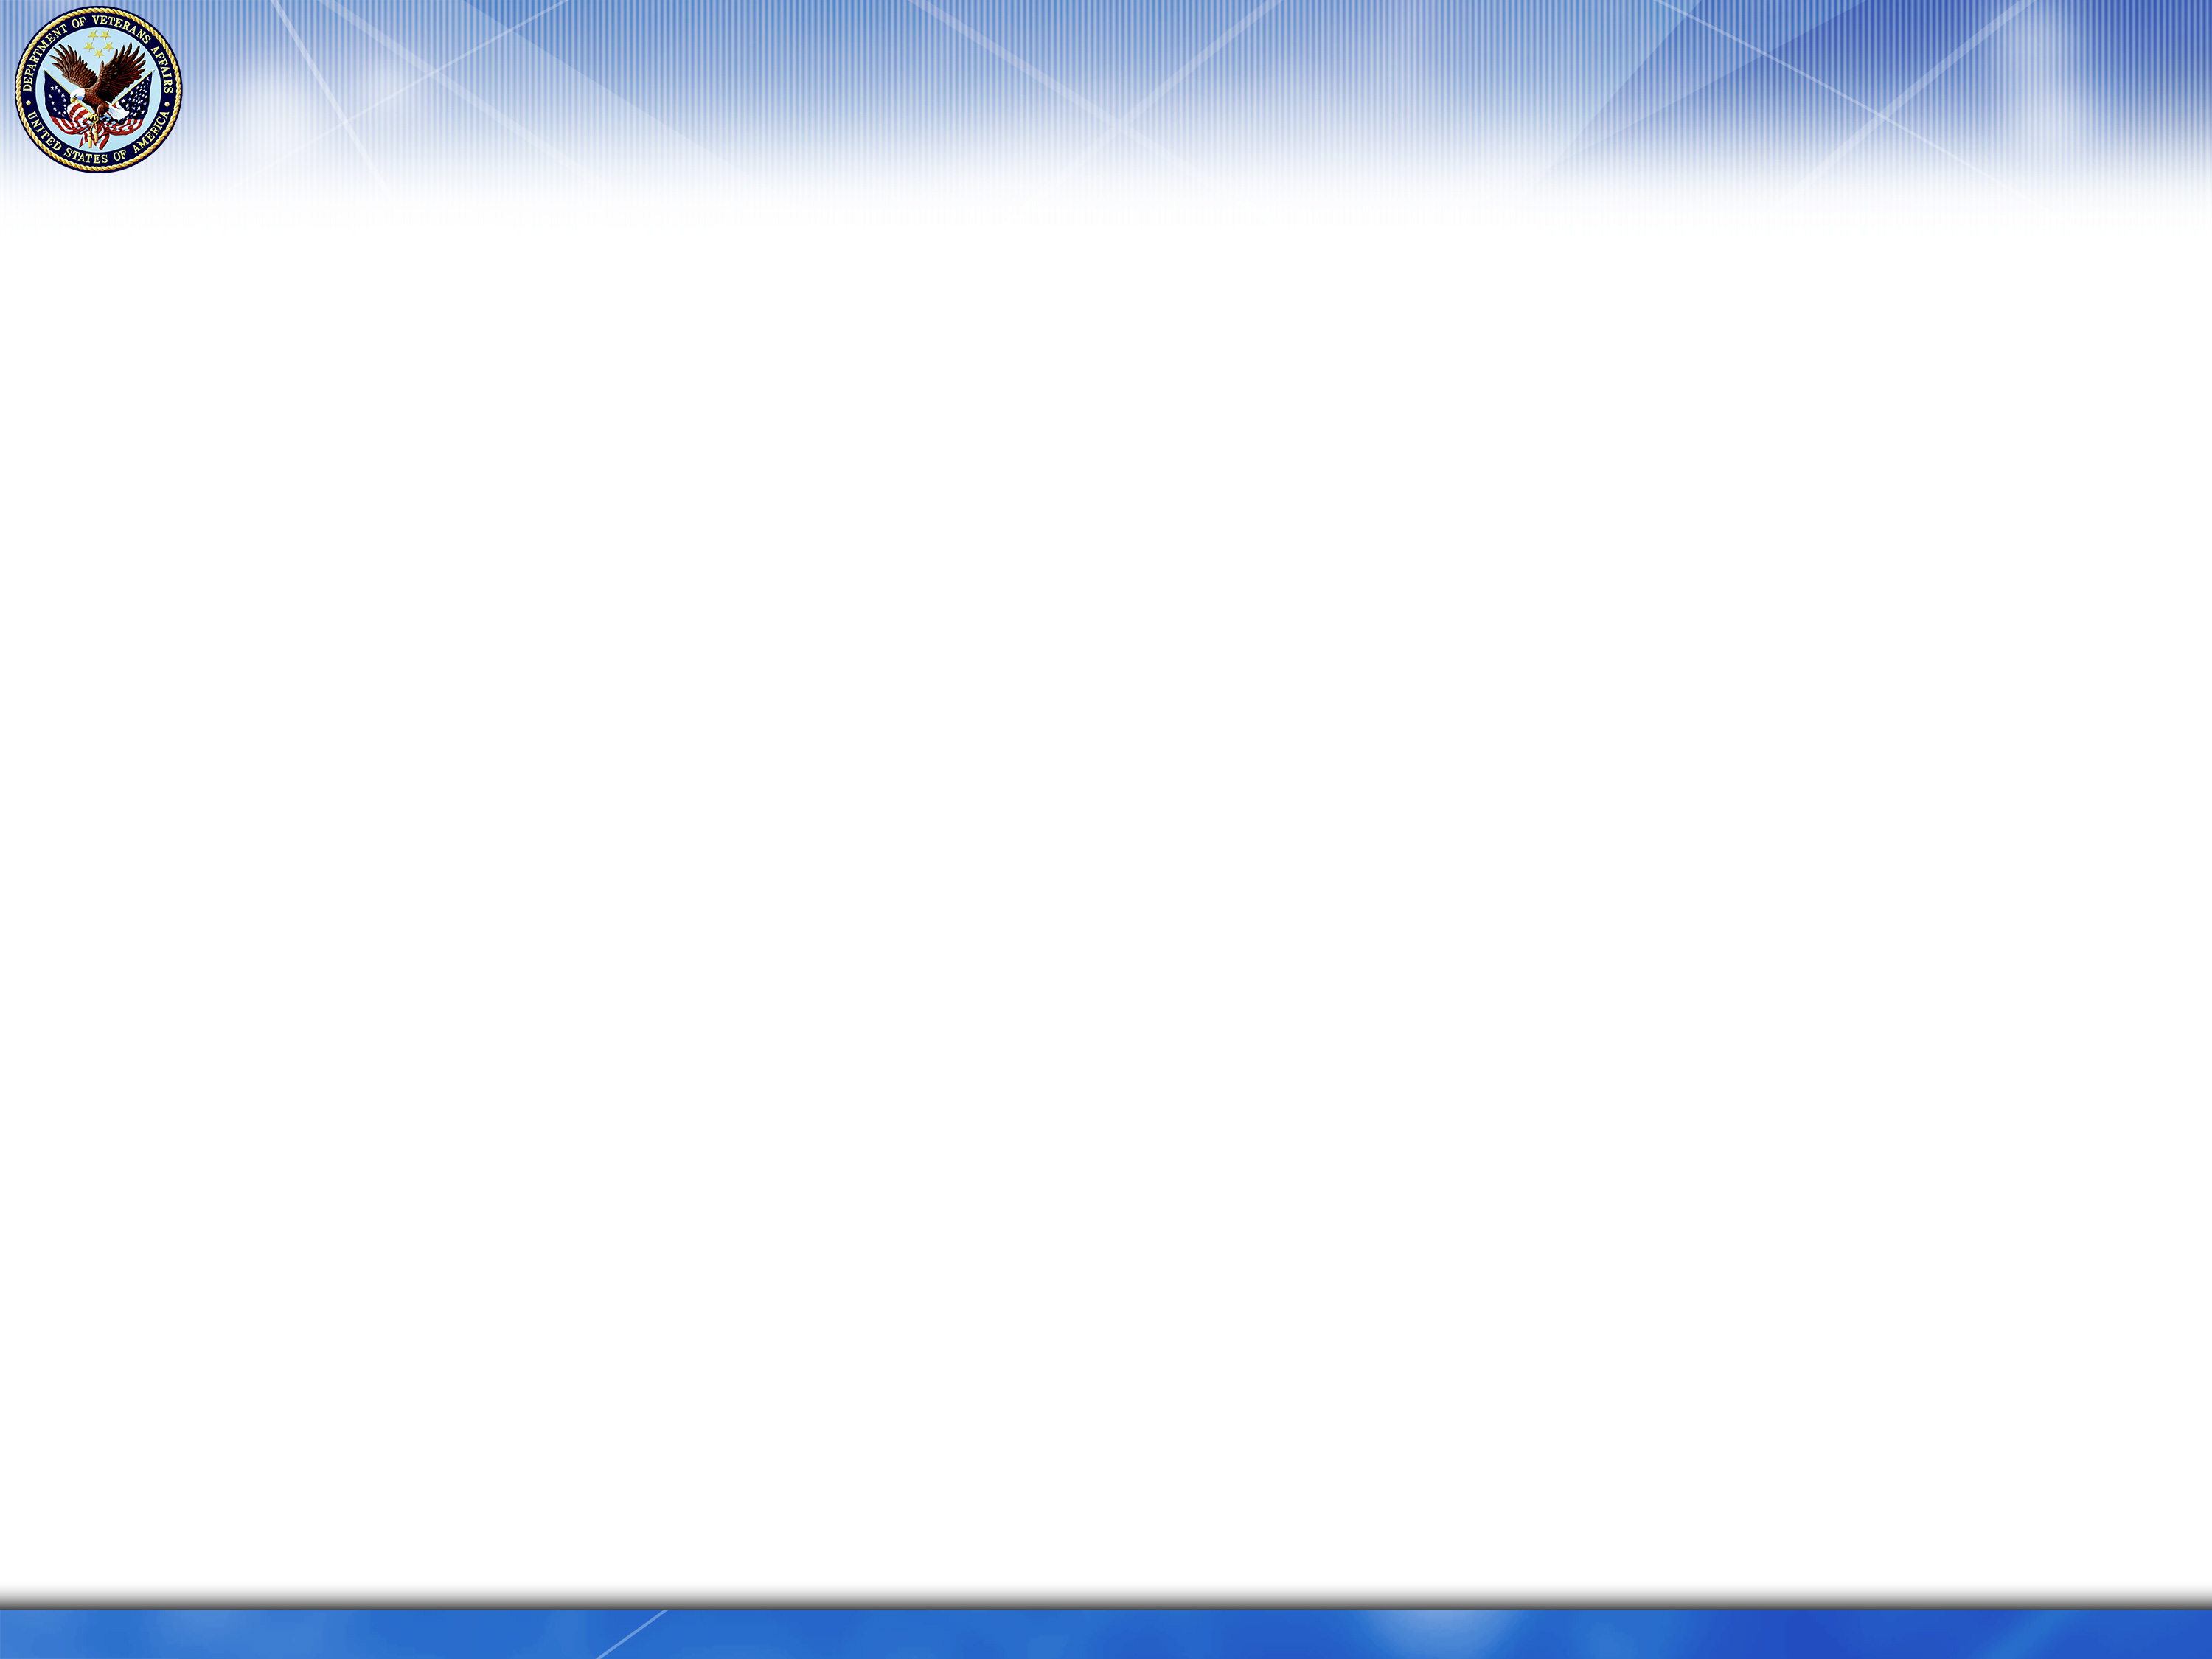 DEPARTMENT OF VETERANS AFFAIRS
UNITED STATES OF AMERICA